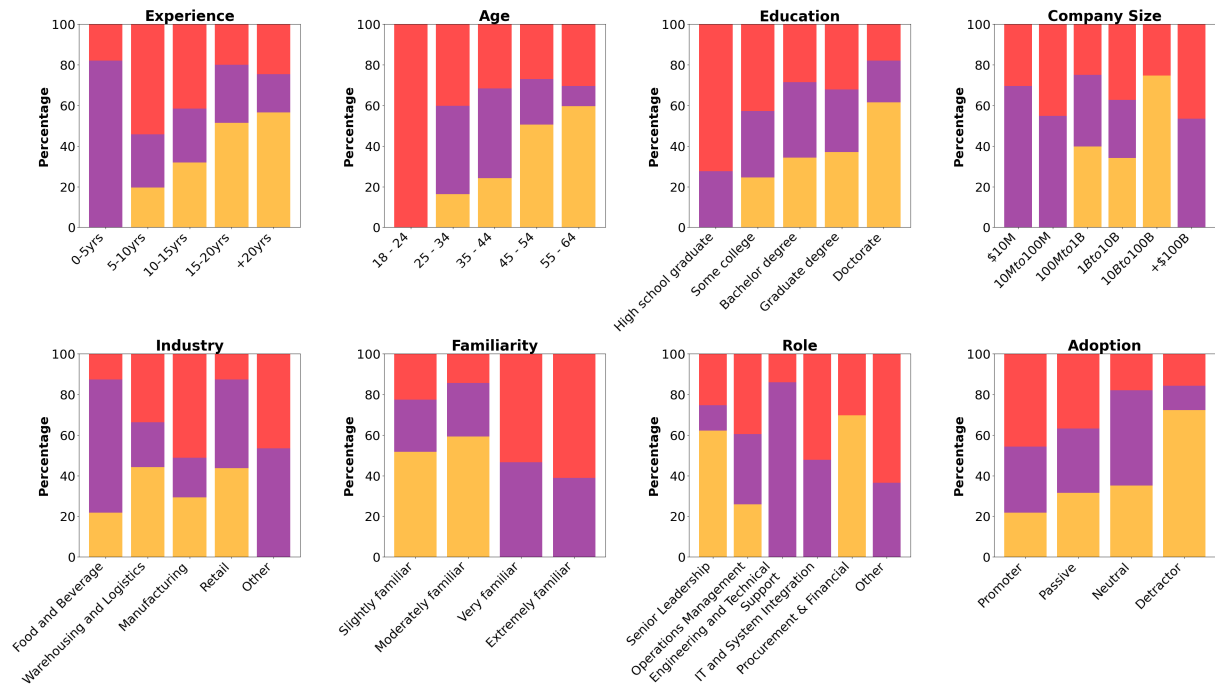 Experience
Percentage
100
80
60
40
20
0
0-5yrs
5-10yrs
10-15yrs
15-20yrs
+20yrs
Age
Percentage
100
80
60
40
20
0
18 - 24
25 - 34
35 - 44
45 - 54
55 - 64
Education
Percentage
100
80
60
40
20
0
High school graduate
Some college
Bachelor degree
Graduate degree
Doctorate
Company Size
Percentage
100
80
60
40
20
0
$10M
10Mto100M
100Mto1B
1Bto10B
10Bto100B
+$100B
Industry
Percentage
100
80
60
40
20
0
Food and Beverage
Warehousing and Logistics
Manufacturing
Retail
Other
Familiarity
Percentage
100
80
60
40
20
0
Slightly familiar
Moderately familiar
Very familiar
Extremely familiar
Role
Percentage
100
80
60
40
20
0
Senior Leadership
Operations Management
Engineering and Technical
Support
IT and System Integration
Procurement & Financial
Other
Adoption
Percentage
100
80
60
40
20
0
Promoter
Passive
Neutral
Detractor